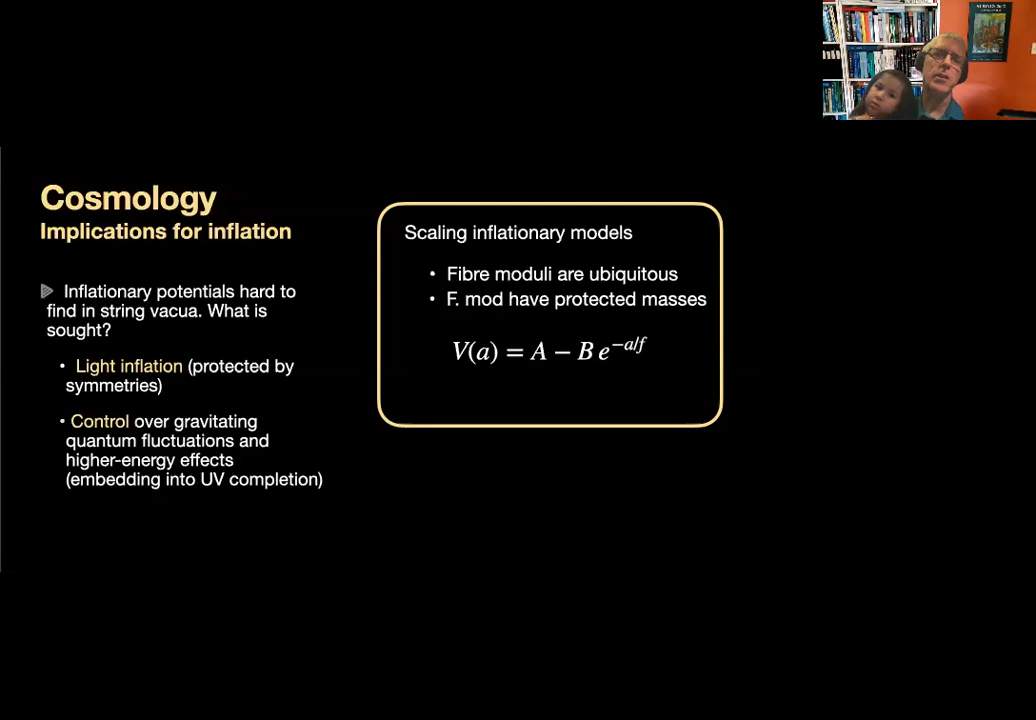 Cosmology
Implications for inflation
Inflationary potentials hard to
find in string vacua. What is
sought?
• Light inflation (protected by
symmetries)
• Control over gravitating
quantum fluctuations and
higher-energy effects
(embedding into UV completion)
Scaling inflationary models
• Fibre moduli are ubiquitous
• F. mod have protected masses
V(a) = A − B e^{−a/f}